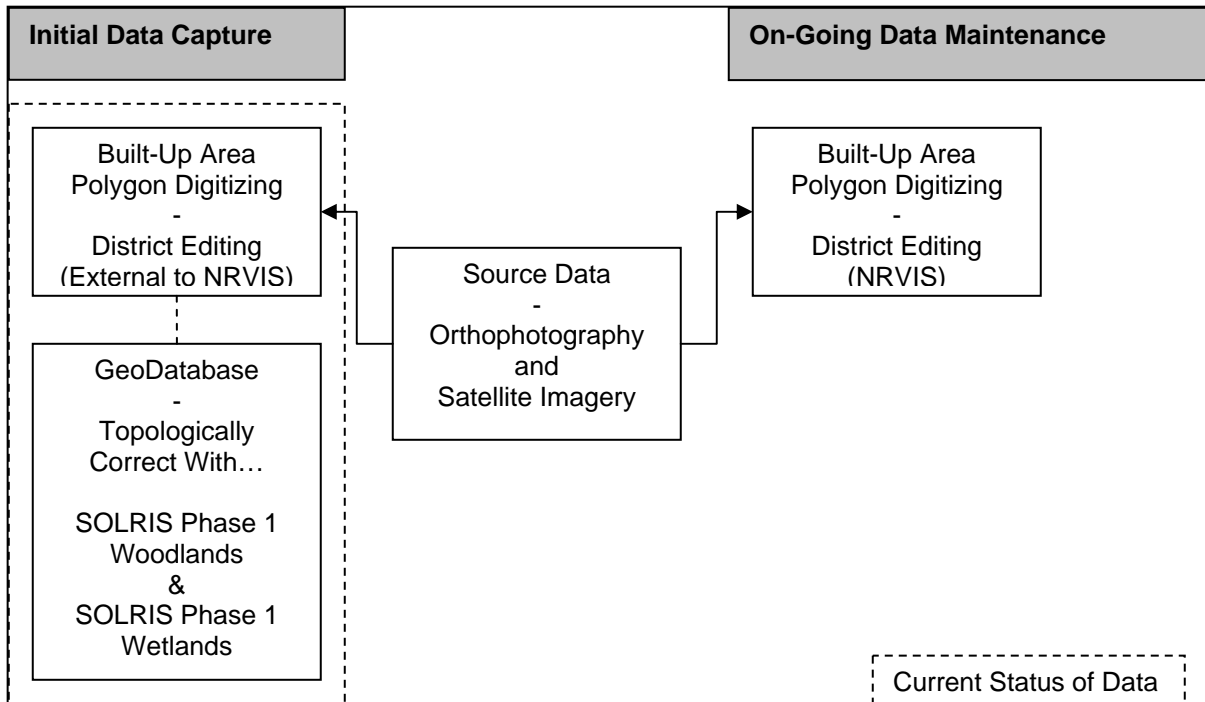 Initial Data Capture
On-Going Data Maintenance
Built-Up Area
Polygon Digitizing
-
District Editing
(External to NRVIS)
GeoDatabase
-
Topologically
Correct With…
SOLRIS Phase 1
Woodlands
&
SOLRIS Phase 1
Wetlands
Source Data
-
Orthophotography
and
Satellite Imagery
Built-Up Area
Polygon Digitizing
-
District Editing
(NRVIS)
Current Status of Data